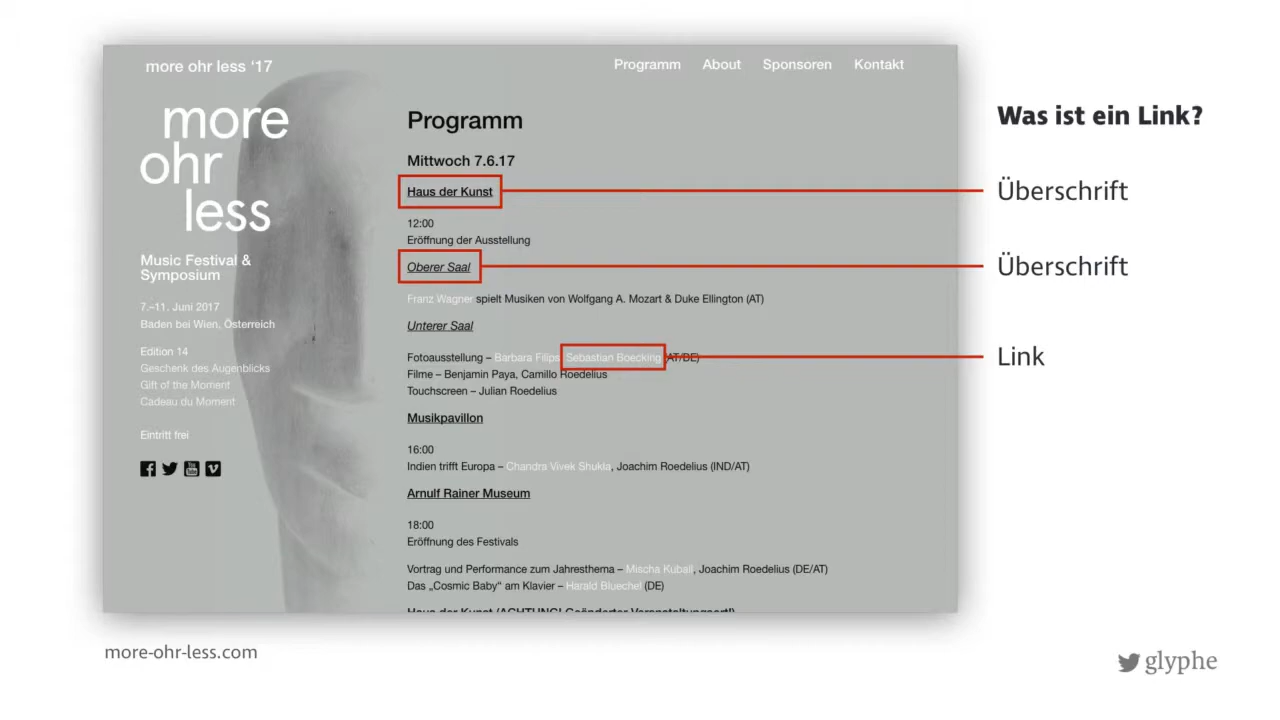 more ohr less ‘17
Programm About Sponsoren Kontakt
more
ohr
less
Music Festival &
Symposium
7.–11. Juni 2017
Baden bei Wien, Österreich
Edition 14
Geschenk des Augenblicks
Gift of the Moment
Cadeau du Moment
Eintritt frei
Programm
Mittwoch 7.6.17
Haus der Kunst
12:00
Eröffnung der Ausstellung
Oberer Saal
Franz Wagner spielt Musiken von Wolfgang A. Mozart & Duke Ellington (AT)
Unterer Saal
Fotoausstellung – Barbara Filips, Sebastian Boecking (AT/DE)
Filme – Benjamin Paya, Camillo Roedelius
Touchscreen – Julian Roedelius
Musikpavillon
16:00
Indien trifft Europa – Chandra Vivek Shukla, Joachim Roedelius (IND/AT)
Arnulf Rainer Museum
18:00
Eröffnung des Festivals
Vortrag und Performance zum Jahresthema – Mischa Kuball, Joachim Roedelius (DE/AT)
Das „Cosmic Baby“ am Klavier – Harald Bluechel (DE)
Haus der Kunst (ACHTUNG! Geänderter Veranstaltungsort!)
Was ist ein Link?
Überschrift
Überschrift
Link
more-ohr-less.com
glyphe